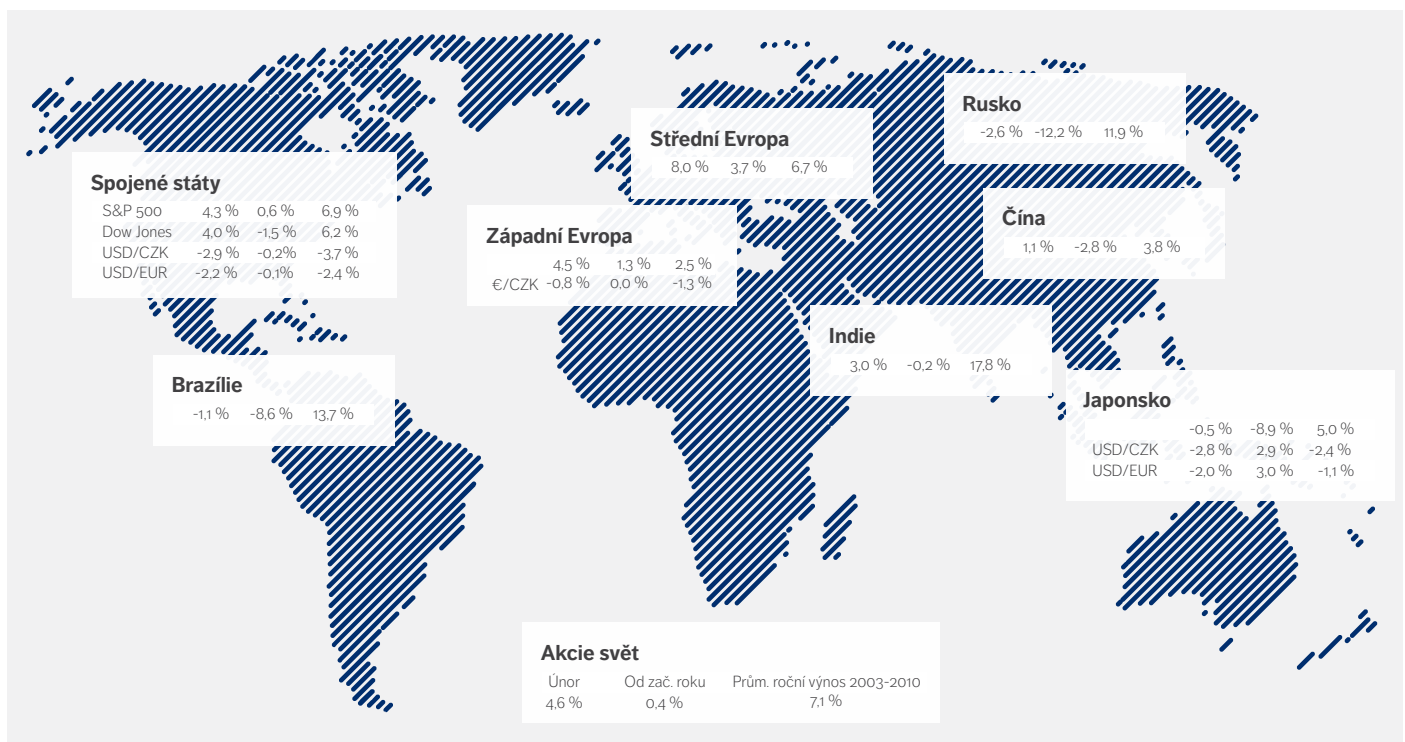 Rusko
-2,6 % -12,2 % 11,9 %
Střední Evropa
8,0 % 3,7 % 6,7 %
Spojené státy
S&P 500 4,3 % 0,6 % 6,9 %
Dow Jones 4,0 % -1,5 % 6,2 %
USD/CZK -2,9 % -0,2% -3,7 %
USD/EUR -2,2 % -0,1% -2,4 %
Čína
1,1 % -2,8 % 3,8 %
Západní Evropa
4,5 % 1,3 % 2,5 %
€/CZK -0,8 % 0,0 % -1,3 %
Indie
3,0 % -0,2 % 17,8 %
Brazílie
-1,1 % -8,6 % 13,7 %
Japonsko
-0,5 % -8,9 % 5,0 %
USD/CZK -2,8 % 2,9 % -2,4 %
USD/EUR -2,0 % 3,0 % -1,1 %
Akcie svět
Únor Od zač. roku Prům. roční výnos 2003-2010
4,6 % 0,4 % 7,1 %